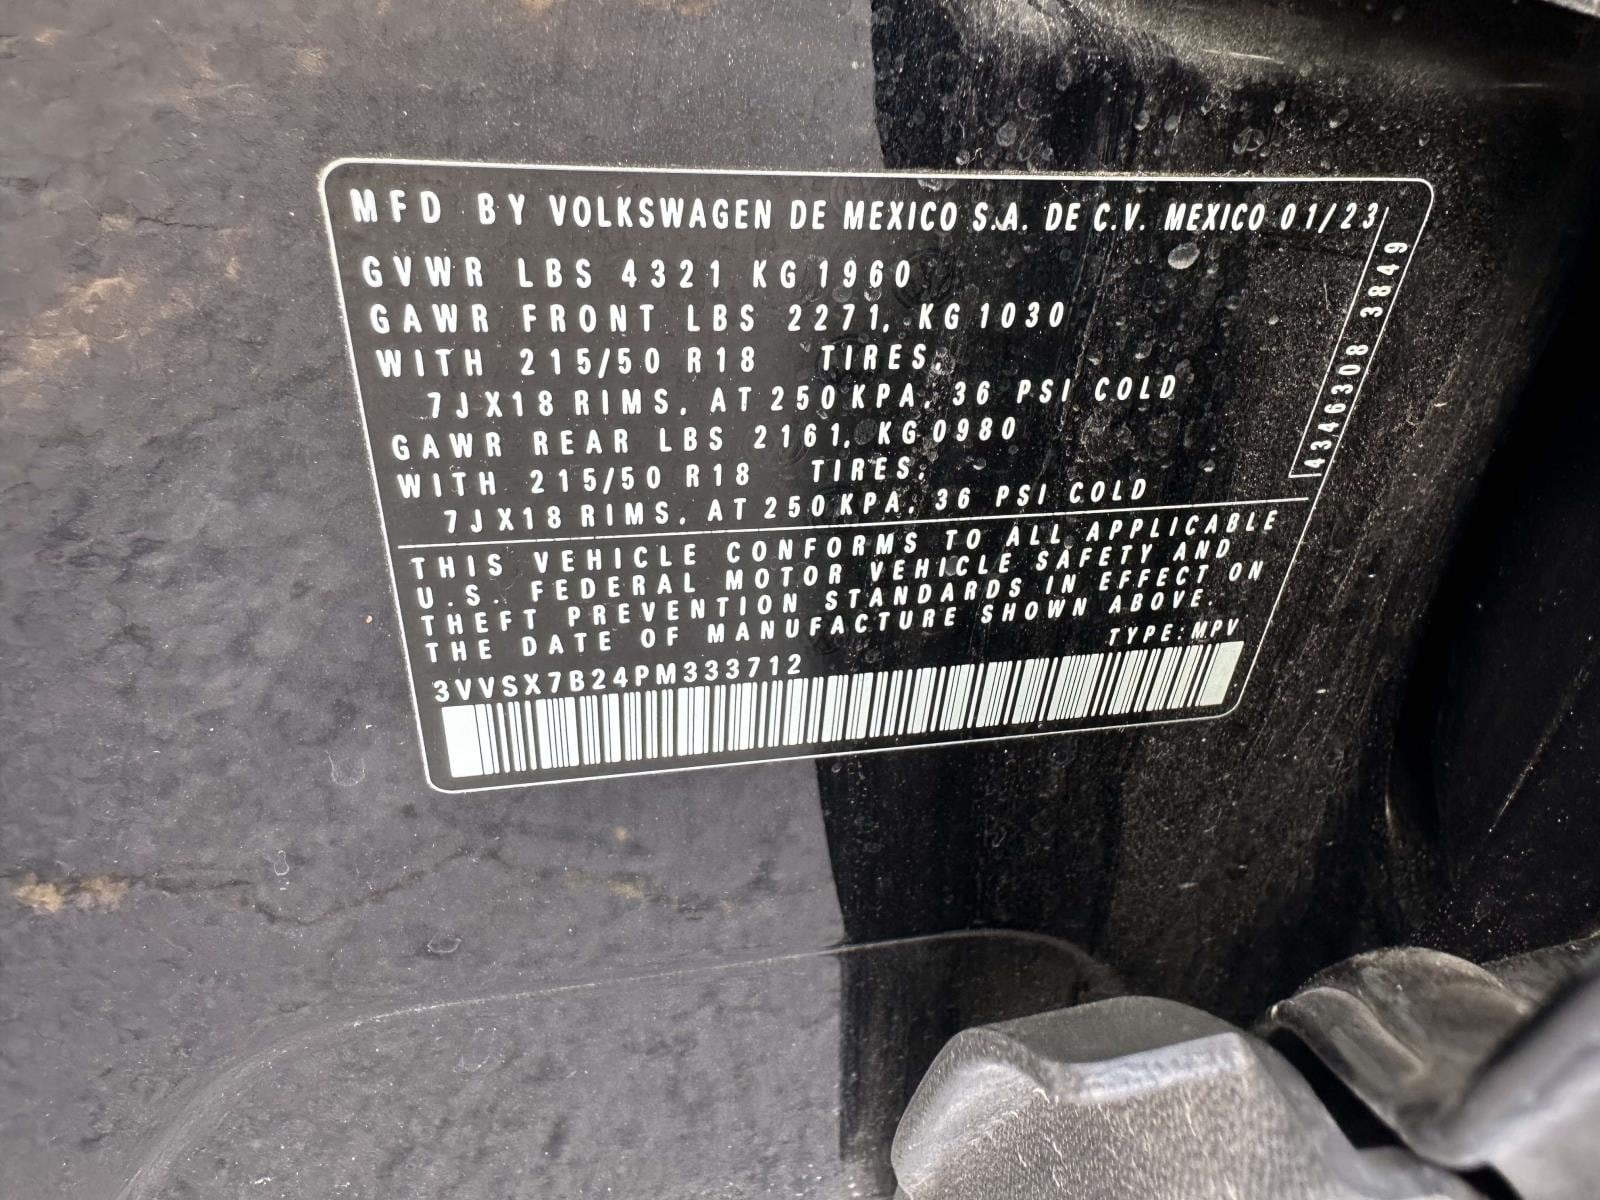 MFD BY VOLKSWAGEN DE MEXICO S.A. DE C.V. MEXICO 01/23
GVWR LBS 4321 KG 1960
GAWR FRONT LBS 2271, KG 1030
WITH 215/50 R18 TIRES,
7JX18 RIMS, AT 250 KPA, 36 PSI COLD
GAWR REAR LBS 2161, KG 0980
WITH 215/50 R18 TIRES,
7JX18 RIMS, AT 250 KPA, 36 PSI COLD
4346308 3849
THIS VEHICLE CONFORMS TO ALL APPLICABLE
U.S. FEDERAL MOTOR VEHICLE SAFETY AND
THEFT PREVENTION STANDARDS IN EFFECT ON
THE DATE OF MANUFACTURE SHOWN ABOVE.
3VVSX7B24PM333712 TYPE: MPV